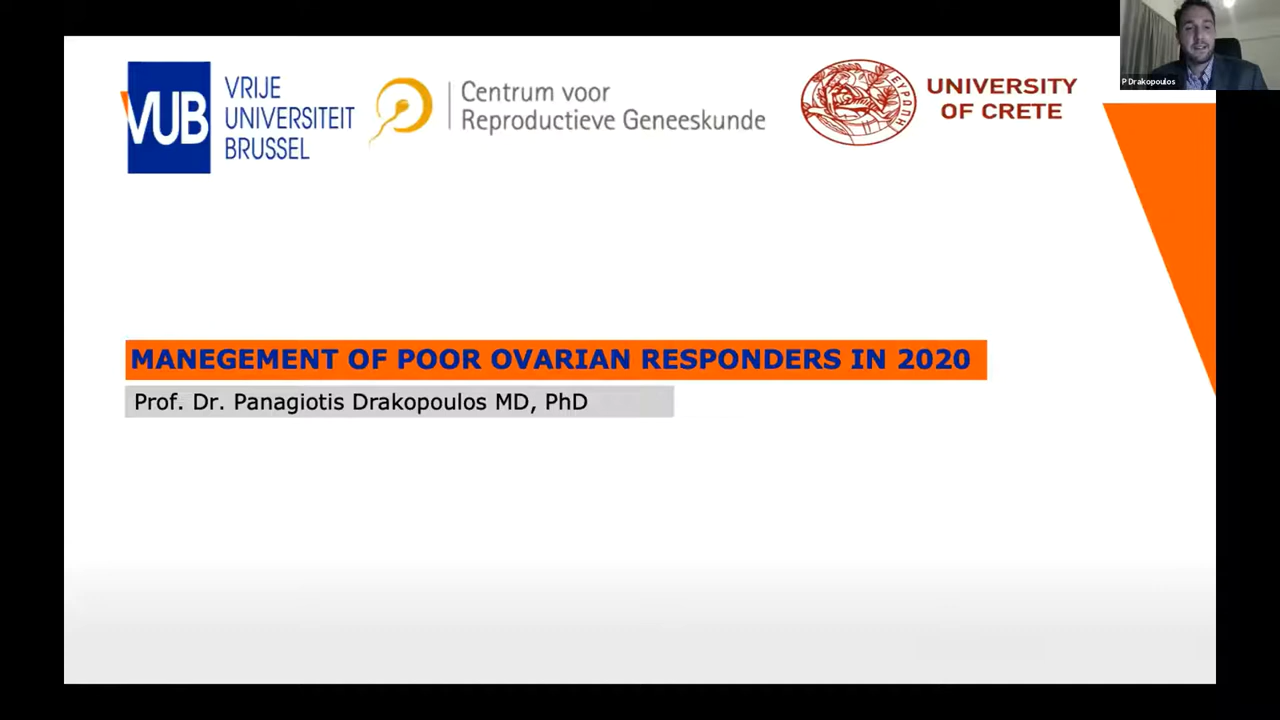 VUB
VRIJE
UNIVERSITEIT
BRUSSEL
Centrum voor
Reproductieve Geneeskunde
ΕΥΡΩΠΗ
UNIVERSITY
OF CRETE
P Drakopoulos
MANEGEMENT OF POOR OVARIAN RESPONDERS IN 2020
Prof. Dr. Panagiotis Drakopoulos MD, PhD